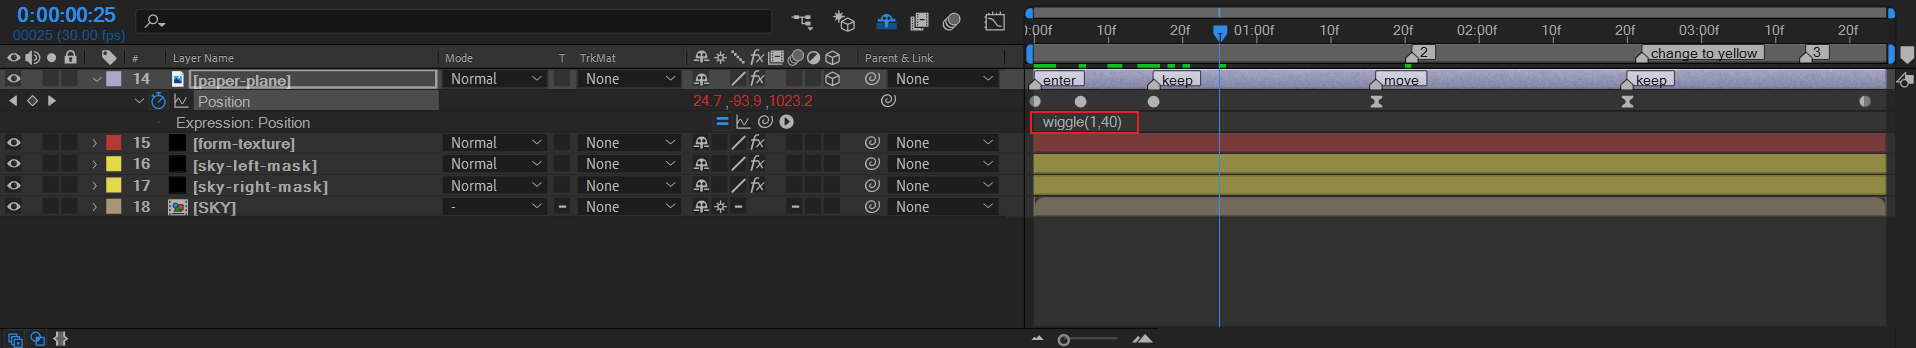 0:00:00:25
00025 (30.00 fps)
:00f 10f 20f 01:00f 10f 20f 02:00f 10f 20f 03:00f 10f 20f
2 change to yellow 3
# Layer Name Mode T TrkMat fx Parent & Link
14 [paper-plane] Normal None None
enter keep move keep
Position 24.7 ,-93.9 ,1023.2
Expression: Position
wiggle(1,40)
15 [form-texture] Normal None fx None
16 [sky-left-mask] Normal None fx None
17 [sky-right-mask] Normal None fx None
18 [SKY] - None None